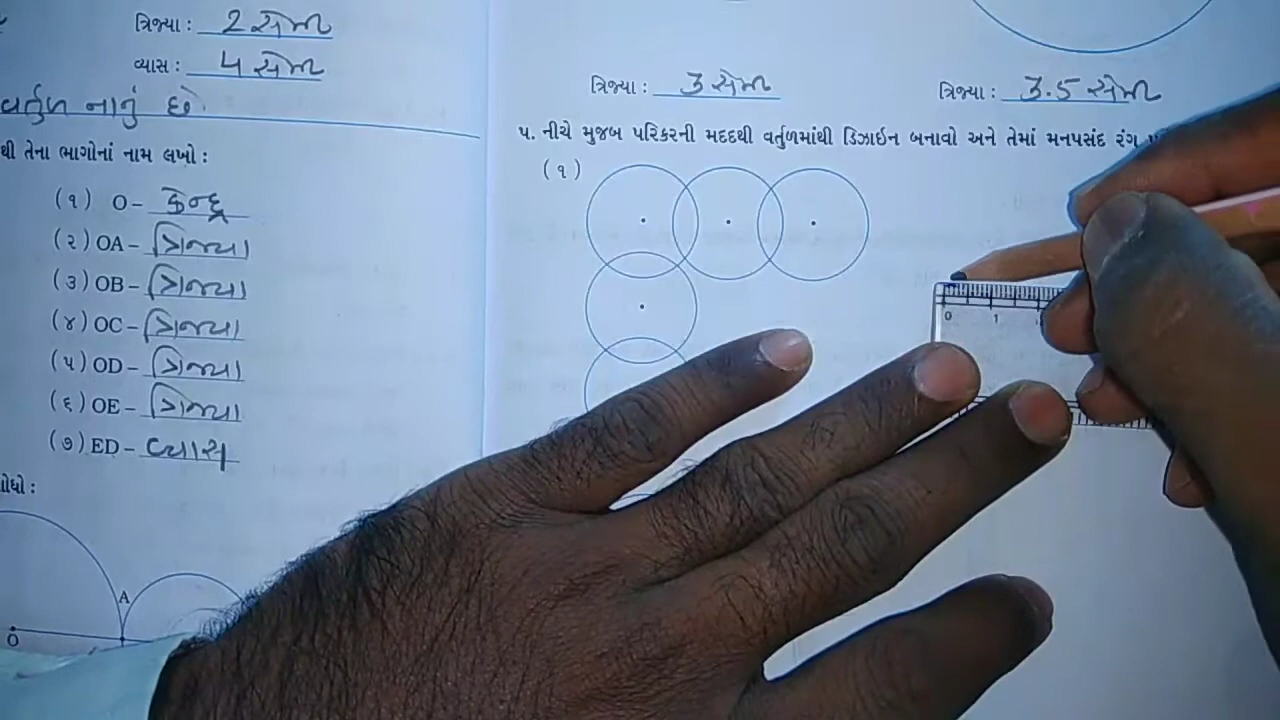 ત્રિજ્યા : 2 સેમી
વ્યાસ : 4 સેમી
વર્તુળ નાનું છે.
થી તેના ભાગોનાં નામ લખો :
(૧) O – કેન્દ્ર
(૨) OA – ત્રિજ્યા
(૩) OB – ત્રિજ્યા
(૪) OC – ત્રિજ્યા
(૫) OD – ત્રિજ્યા
(૬) OE – ત્રિજ્યા
(૭) ED – વ્યાસ
શોધો :
A
O
ત્રિજ્યા : 3 સેમી
ત્રિજ્યા : 3.5 સેમી
૫. નીચે મુજબ પરિકરની મદદથી વર્તુળમાંથી ડિઝાઇન બનાવો અને તેમાં મનપસંદ રંગ
(૧)
0 1